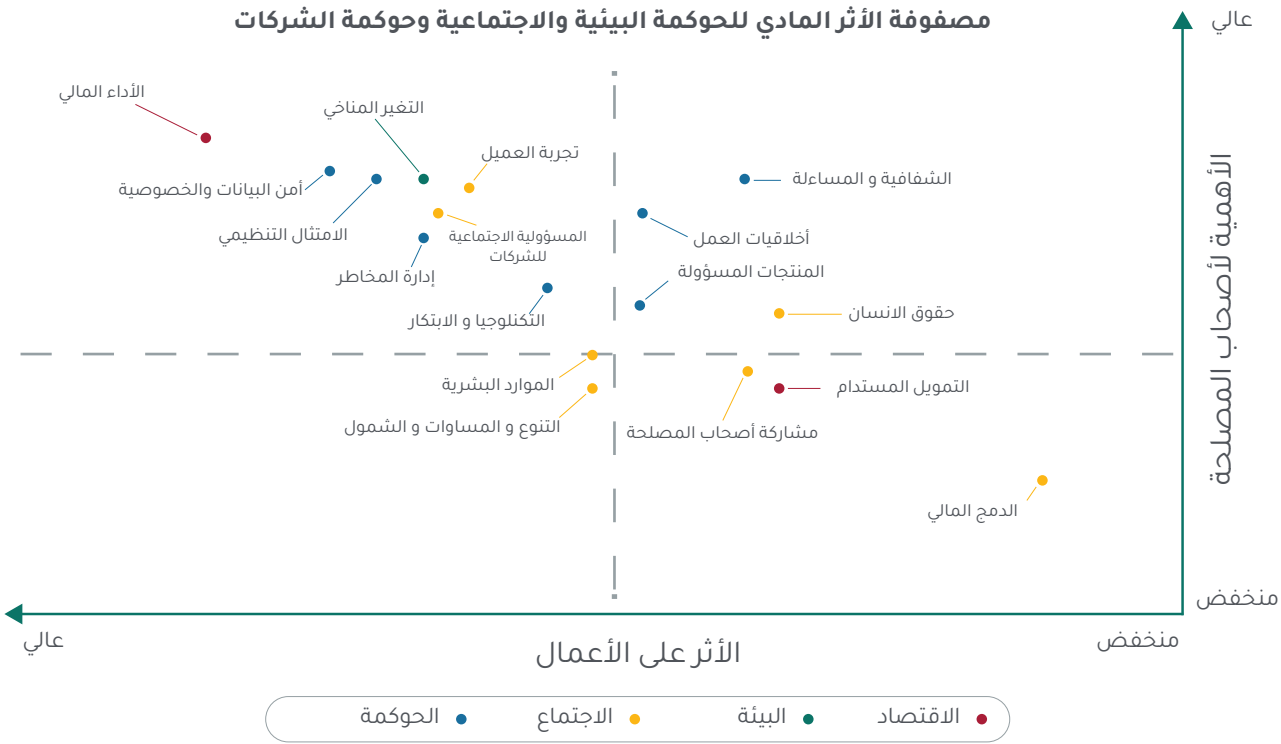 مصفوفة الأثر المادي للحوكمة البيئية والاجتماعية وحوكمة الشركات
عالي
الأهمية لأصحاب المصلحة
منخفض
الأداء المالي
التغير المناخي
تجربة العميل
الشفافية و المساءلة
أمن البيانات والخصوصية
الامتثال التنظيمي
المسؤولية الاجتماعية
للشركات
أخلاقيات العمل
إدارة المخاطر
المنتجات المسؤولة
حقوق الانسان
التكنلوجيا و الابتكار
الموارد البشرية
التمويل المستدام
التنوع و المساوات و الشمول
مشاركة أصحاب المصلحة
الدمج المالي
منخفض
الأثر على الأعمال
عالي
الاقتصاد
البيئة
الاجتماع
الحوكمة